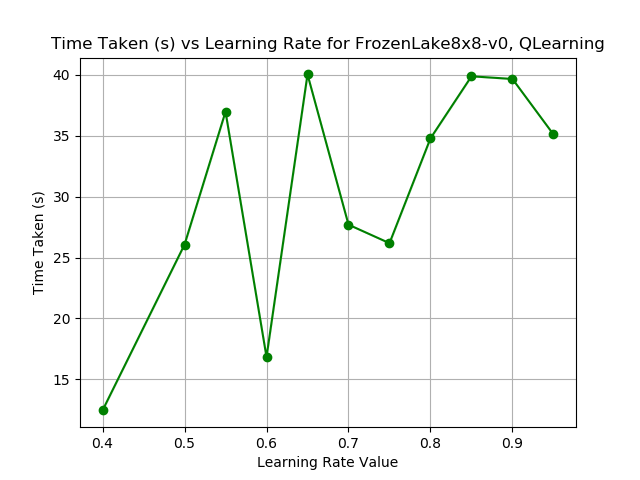 Time Taken (s) vs Learning Rate for FrozenLake8x8-v0, QLearning
40
35
30
25
20
15
Time Taken (s)
0.4 0.5 0.6 0.7 0.8 0.9
Learning Rate Value